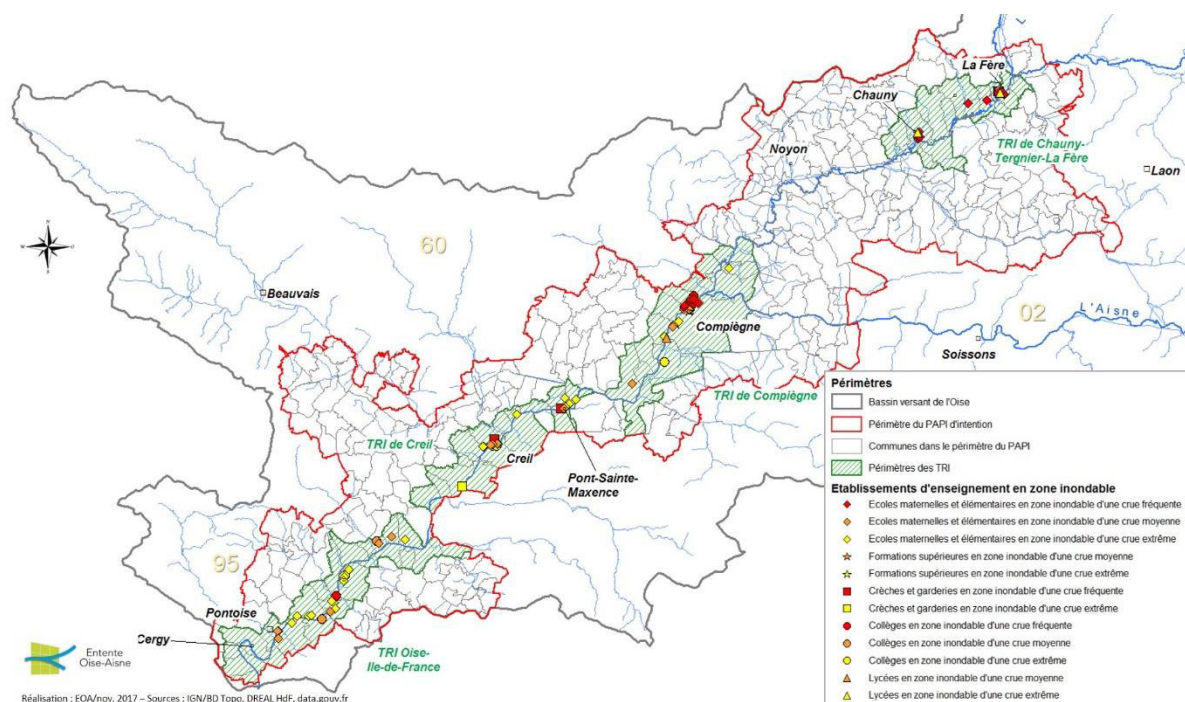 La Fère
Chauny
TRI de Chauny-
Tergnier-La Fère
Noyon
Laon
60
Beauvais
Compiègne
02
L'Aisne
Soissons
TRI de Compiègne
TRI de Creil
Creil
Pont-Sainte-
Maxence
95
Pontoise
Cergy
TRI Oise-
Ile-de-France
Entente
Oise-Aisne
Périmètres
Bassin versant de l'Oise
Périmètre du PAPI d'intention
Communes dans le périmètre du PAPI
Périmètres des TRI
Etablissements d'enseignement en zone inondable
Ecoles maternelles et élémentaires en zone inondable d'une crue fréquente
Ecoles maternelles et élémentaires en zone inondable d'une crue moyenne
Ecoles maternelles et élémentaires en zone inondable d'une crue extrême
Formations supérieures en zone inondable d'une crue moyenne
Formations supérieures en zone inondable d'une crue extrême
Crèches et garderies en zone inondable d'une crue fréquente
Crèches et garderies en zone inondable d'une crue extrême
Collèges en zone inondable d'une crue fréquente
Collèges en zone inondable d'une crue moyenne
Collèges en zone inondable d'une crue extrême
Lycées en zone inondable d'une crue moyenne
Lycées en zone inondable d'une crue extrême
Réalisation : EOA/nov. 2017 – Sources : IGN/BD Topo, DREAL HdF, data.gouv.fr